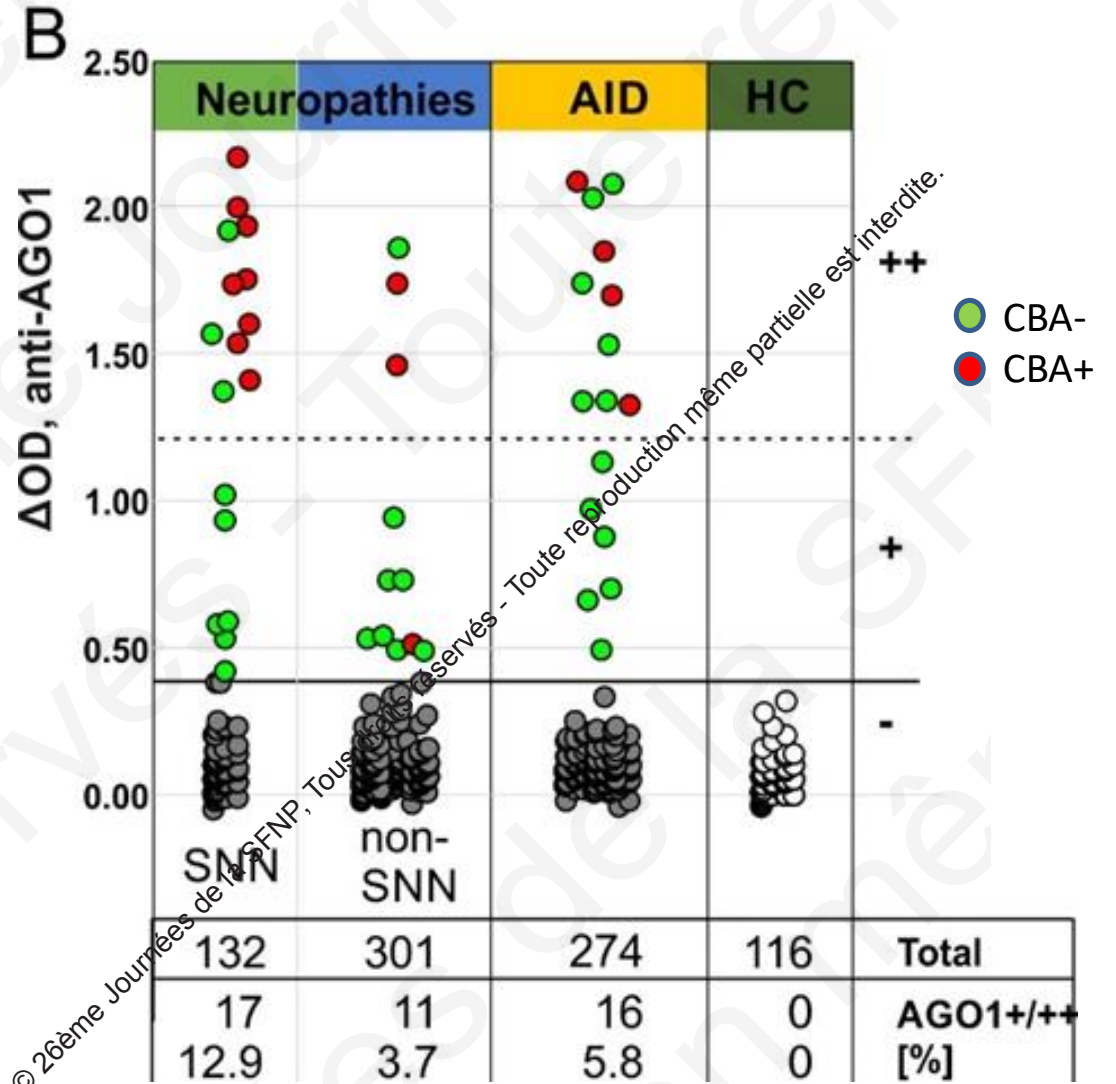 B
2.50
Neuropathies AID HC
2.00
1.50
1.00
0.50
0.00
ΔOD, anti-AGO1
++
+
-
CBA-
CBA+
SNN
non-
SNN
132 301 274 116 Total
17 11 16 0 AGO1+/++
12.9 3.7 5.8 0 [%]
© 26ème Journées de la SFNP, Tous droits réservés - Toute reproduction même partielle est interdite.